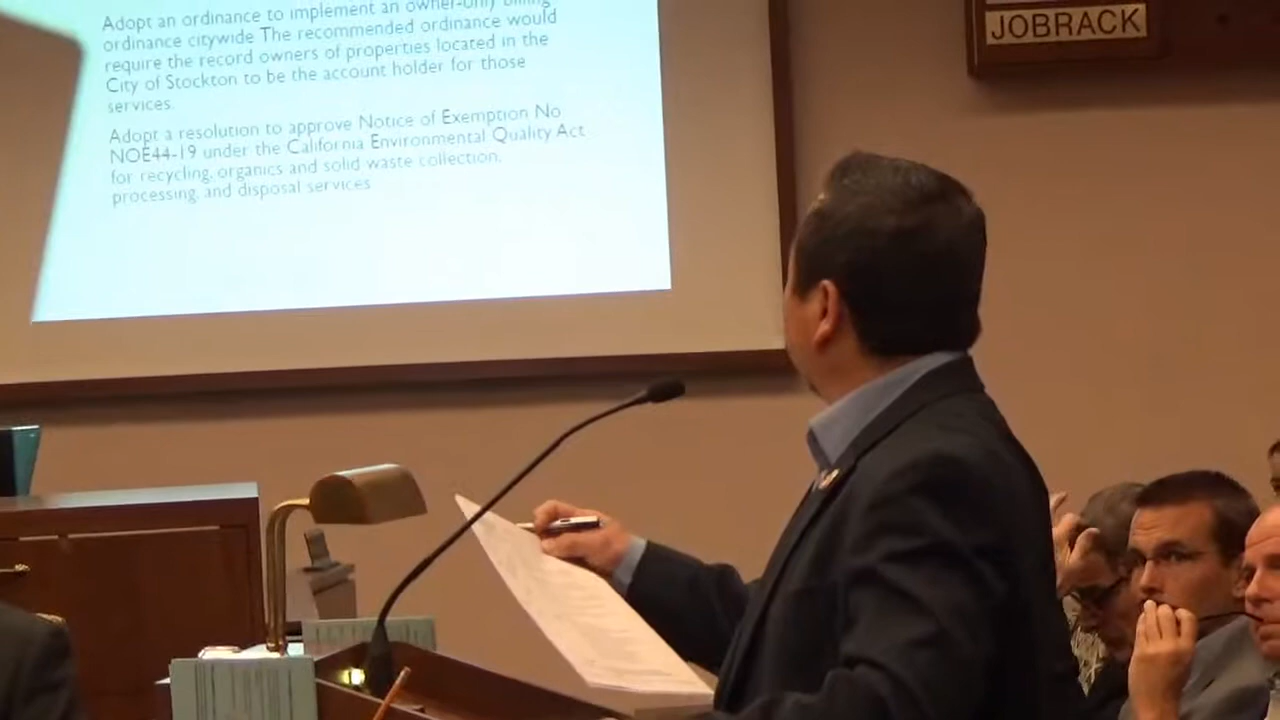 Adopt an ordinance to implement an owner-only billing
ordinance citywide The recommended ordinance would
require the record owners of properties located in the
City of Stockton to be the account holder for those
services.
Adopt a resolution to approve Notice of Exemption No
NOE44-19 under the California Environmental Quality Act
for recycling, organics and solid waste collection,
processing, and disposal services
JOBRACK